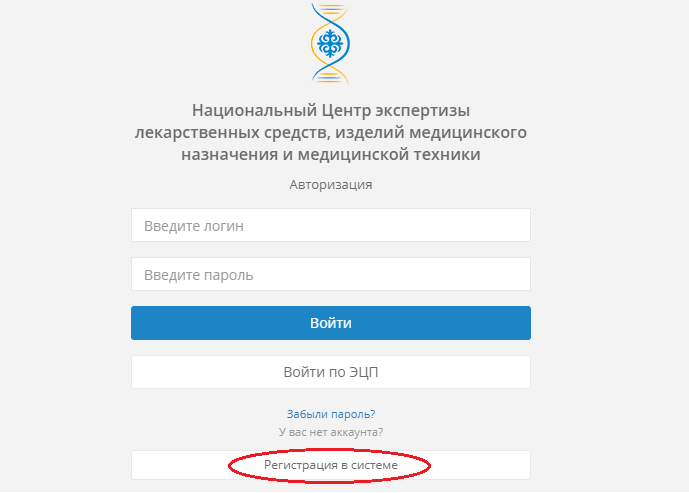 Национальный Центр экспертизы
лекарственных средств, изделий медицинского
назначения и медицинской техники
Авторизация
Введите логин
Введите пароль
Войти
Войти по ЭЦП
Забыли пароль?
У вас нет аккаунта?
Регистрация в системе